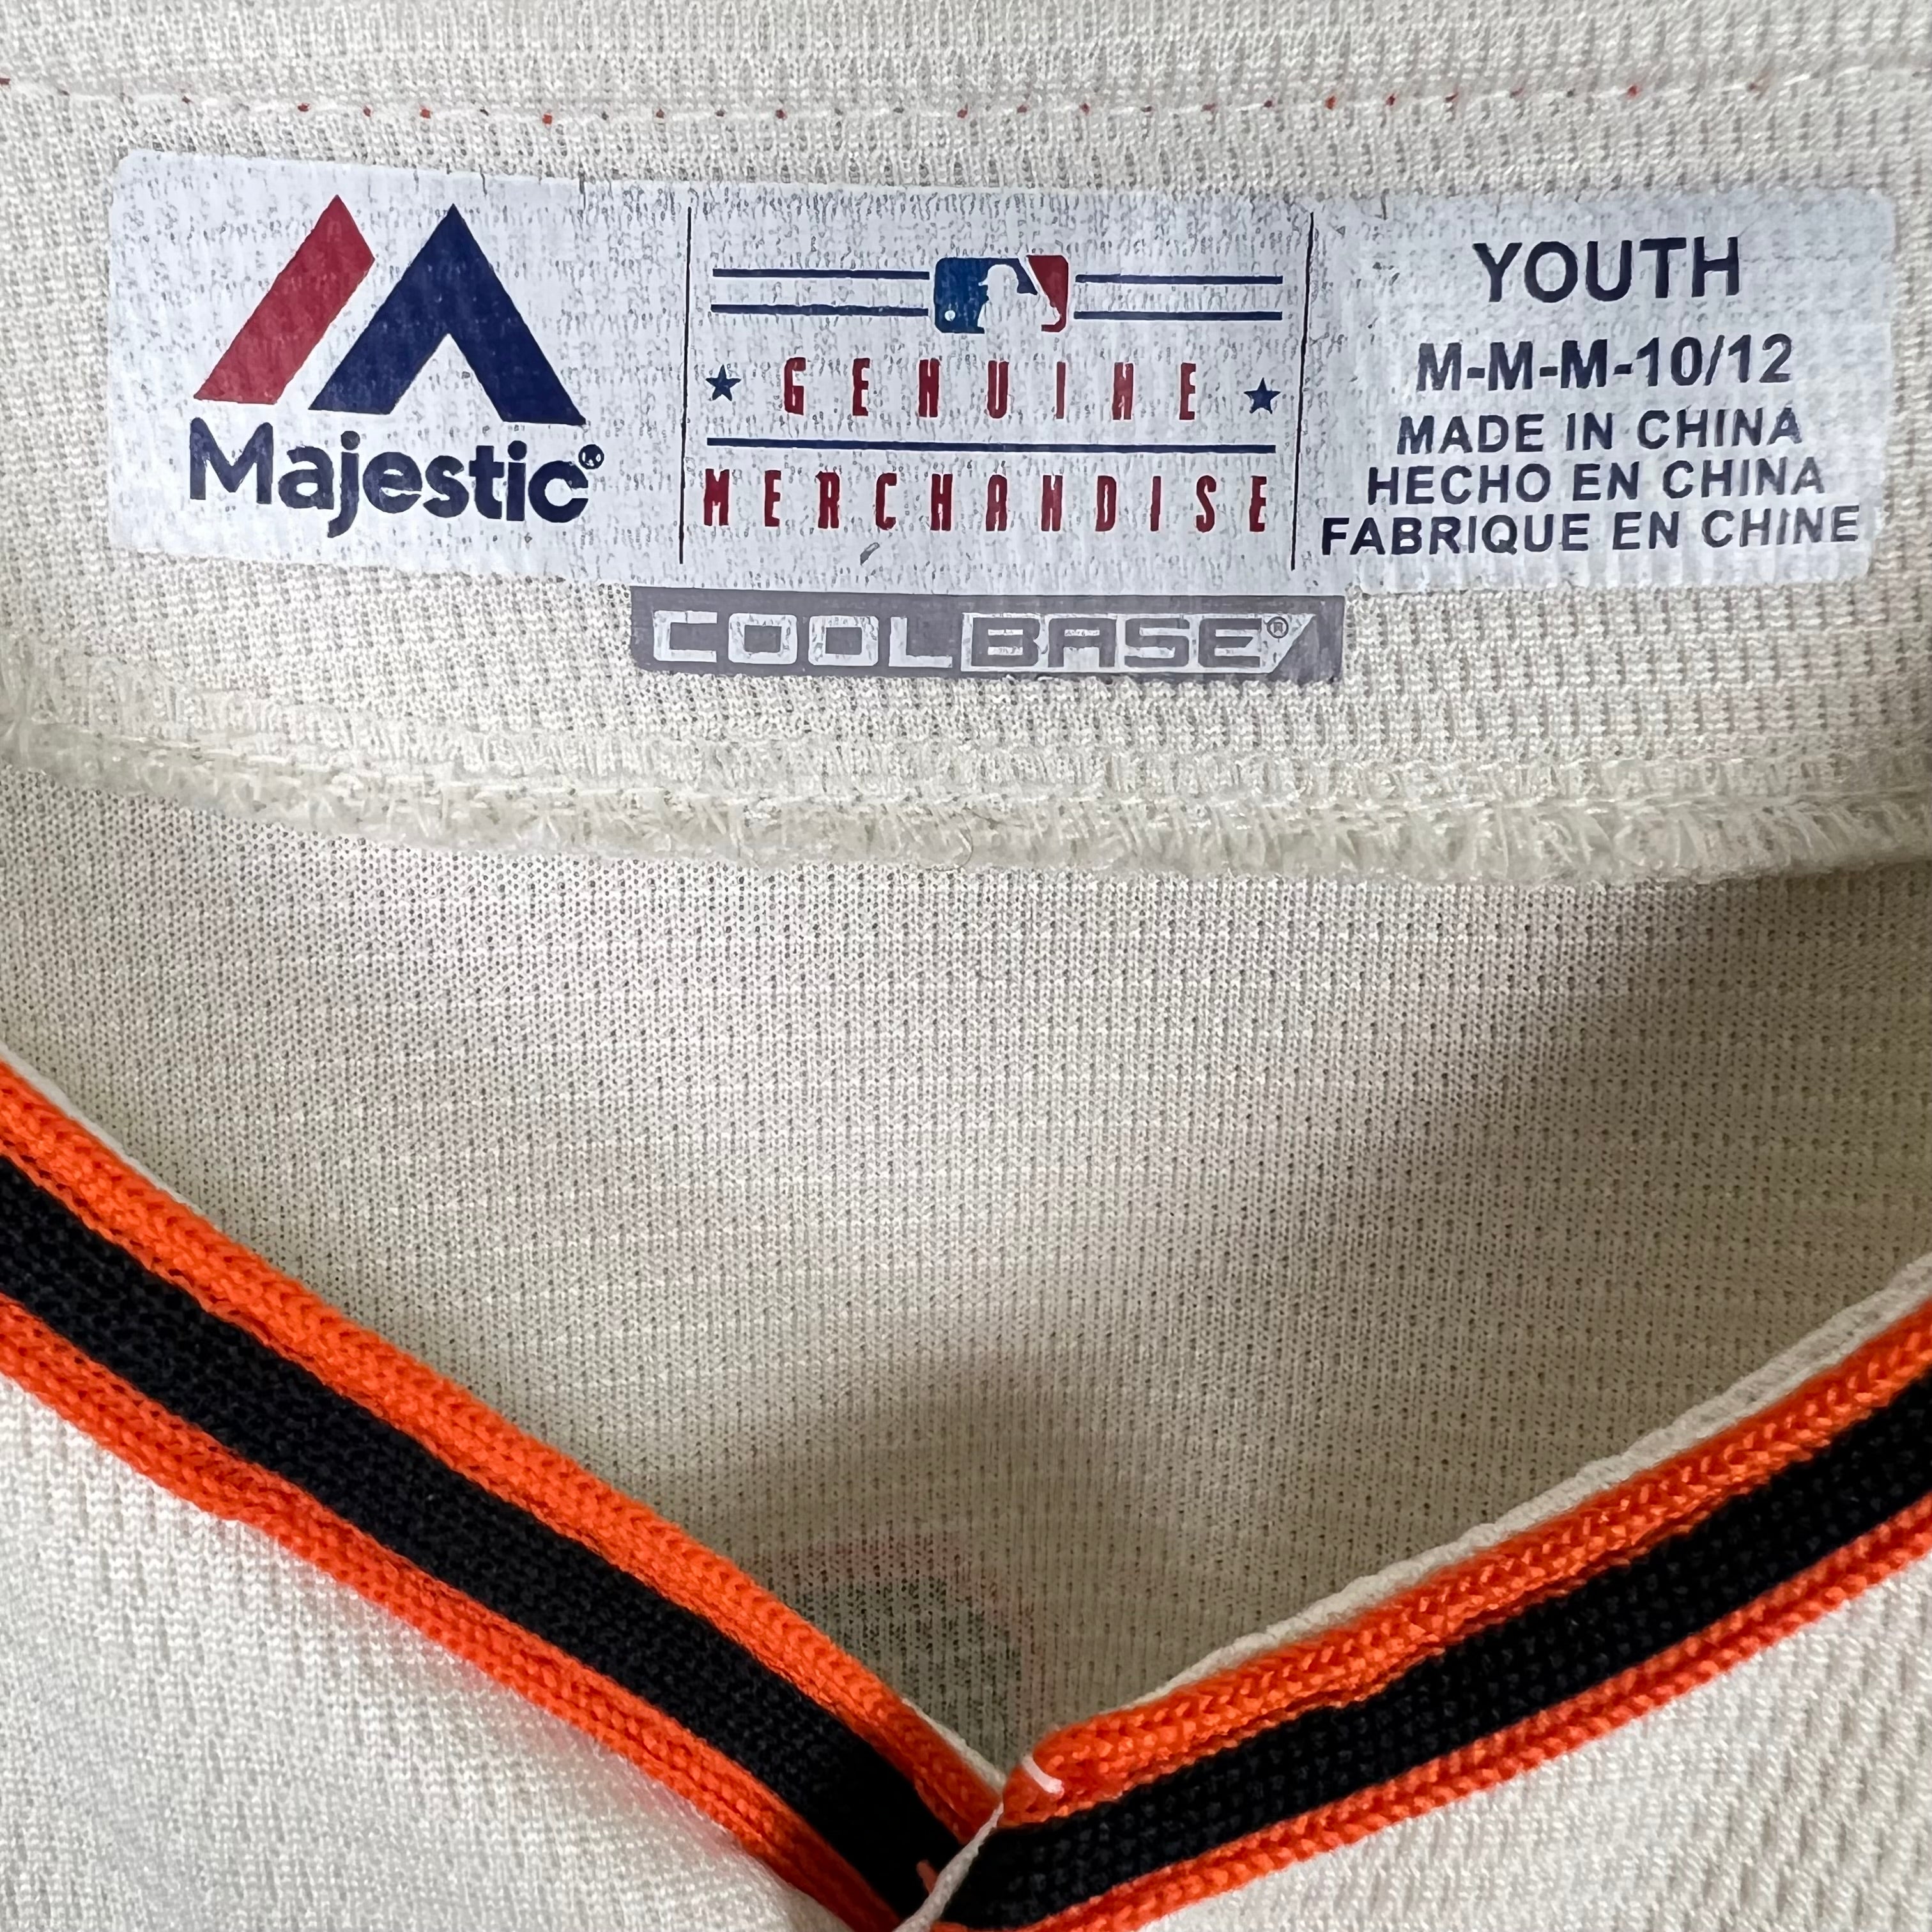 Majestic®
GENUINE
MERCHANDISE
YOUTH
M-M-M-10/12
MADE IN CHINA
HECHO EN CHINA
FABRIQUE EN CHINE
COOLBASE®